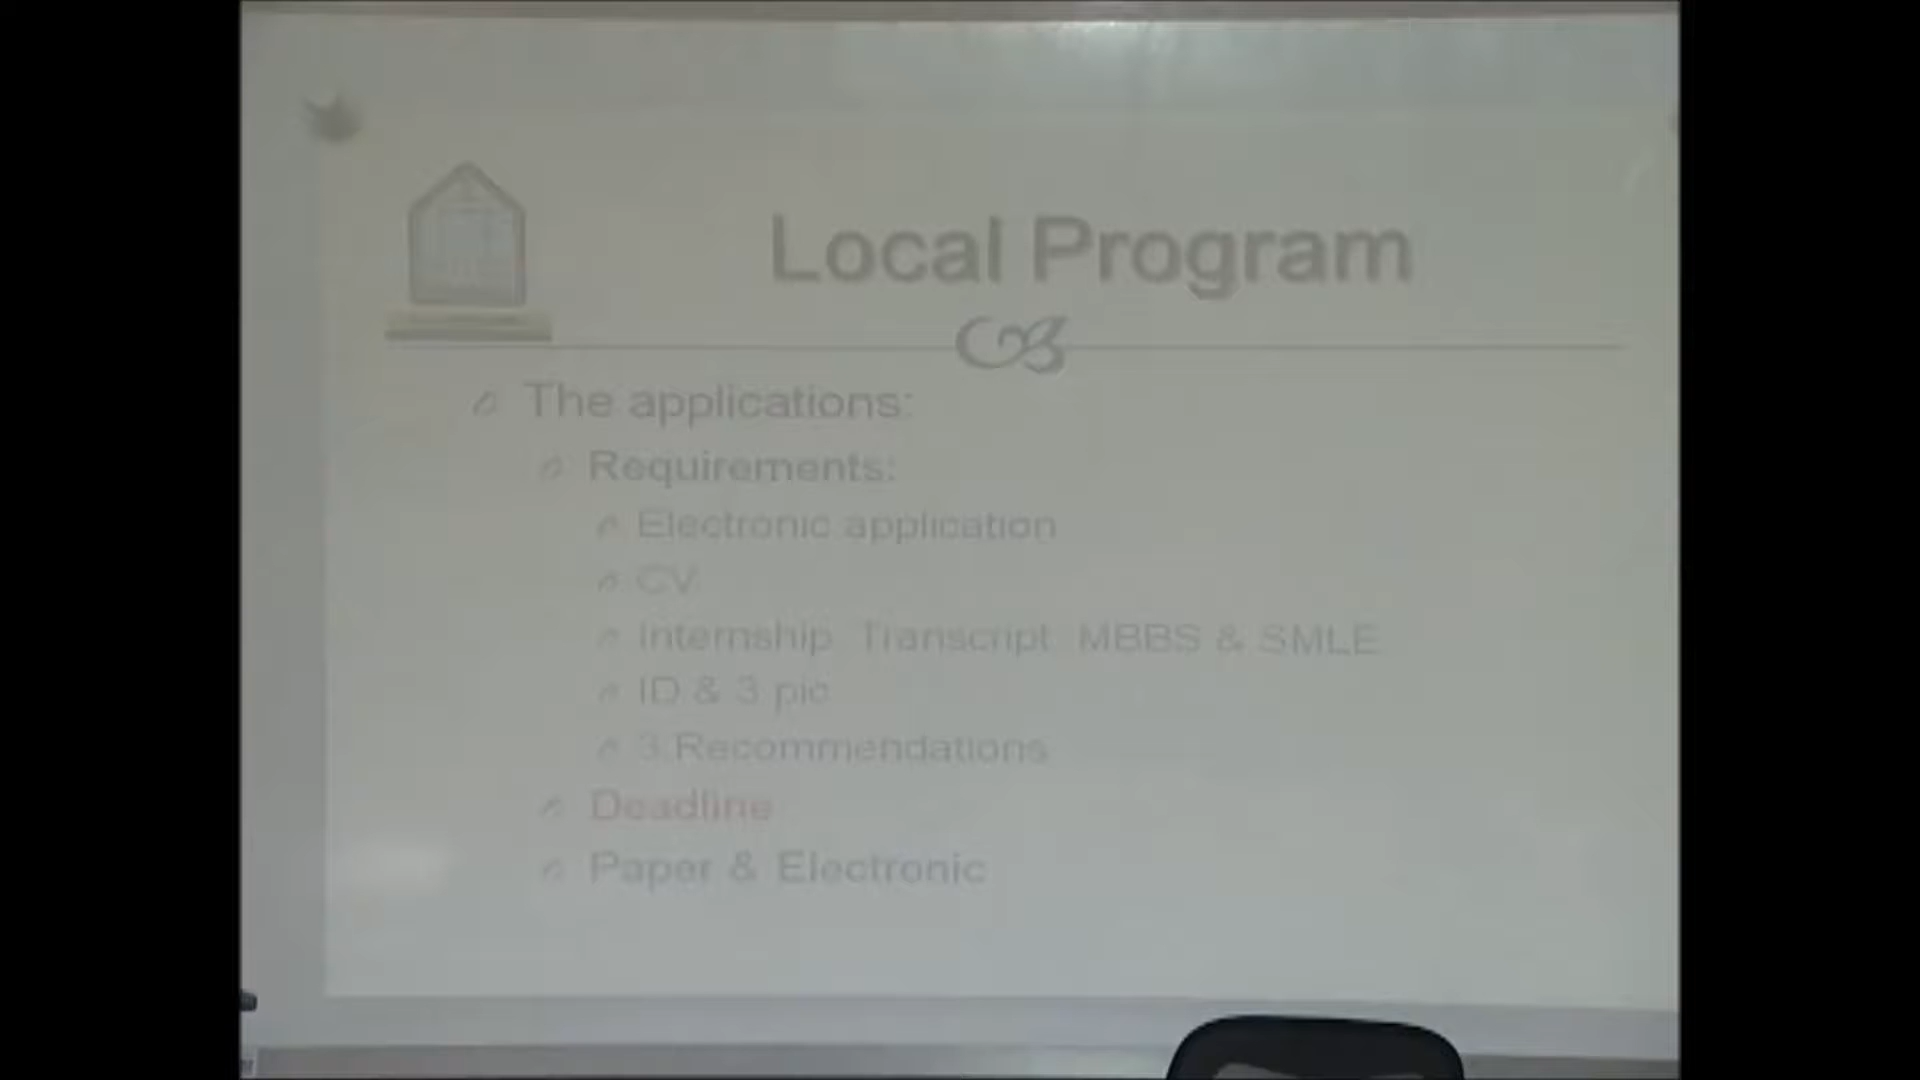 Local Program
The applications:
Requirements:
Electronic application
CV
Internship, Transcript, MBBS & SMLE
ID & 3 pic
3 Recommendations
Deadline
Paper & Electronic